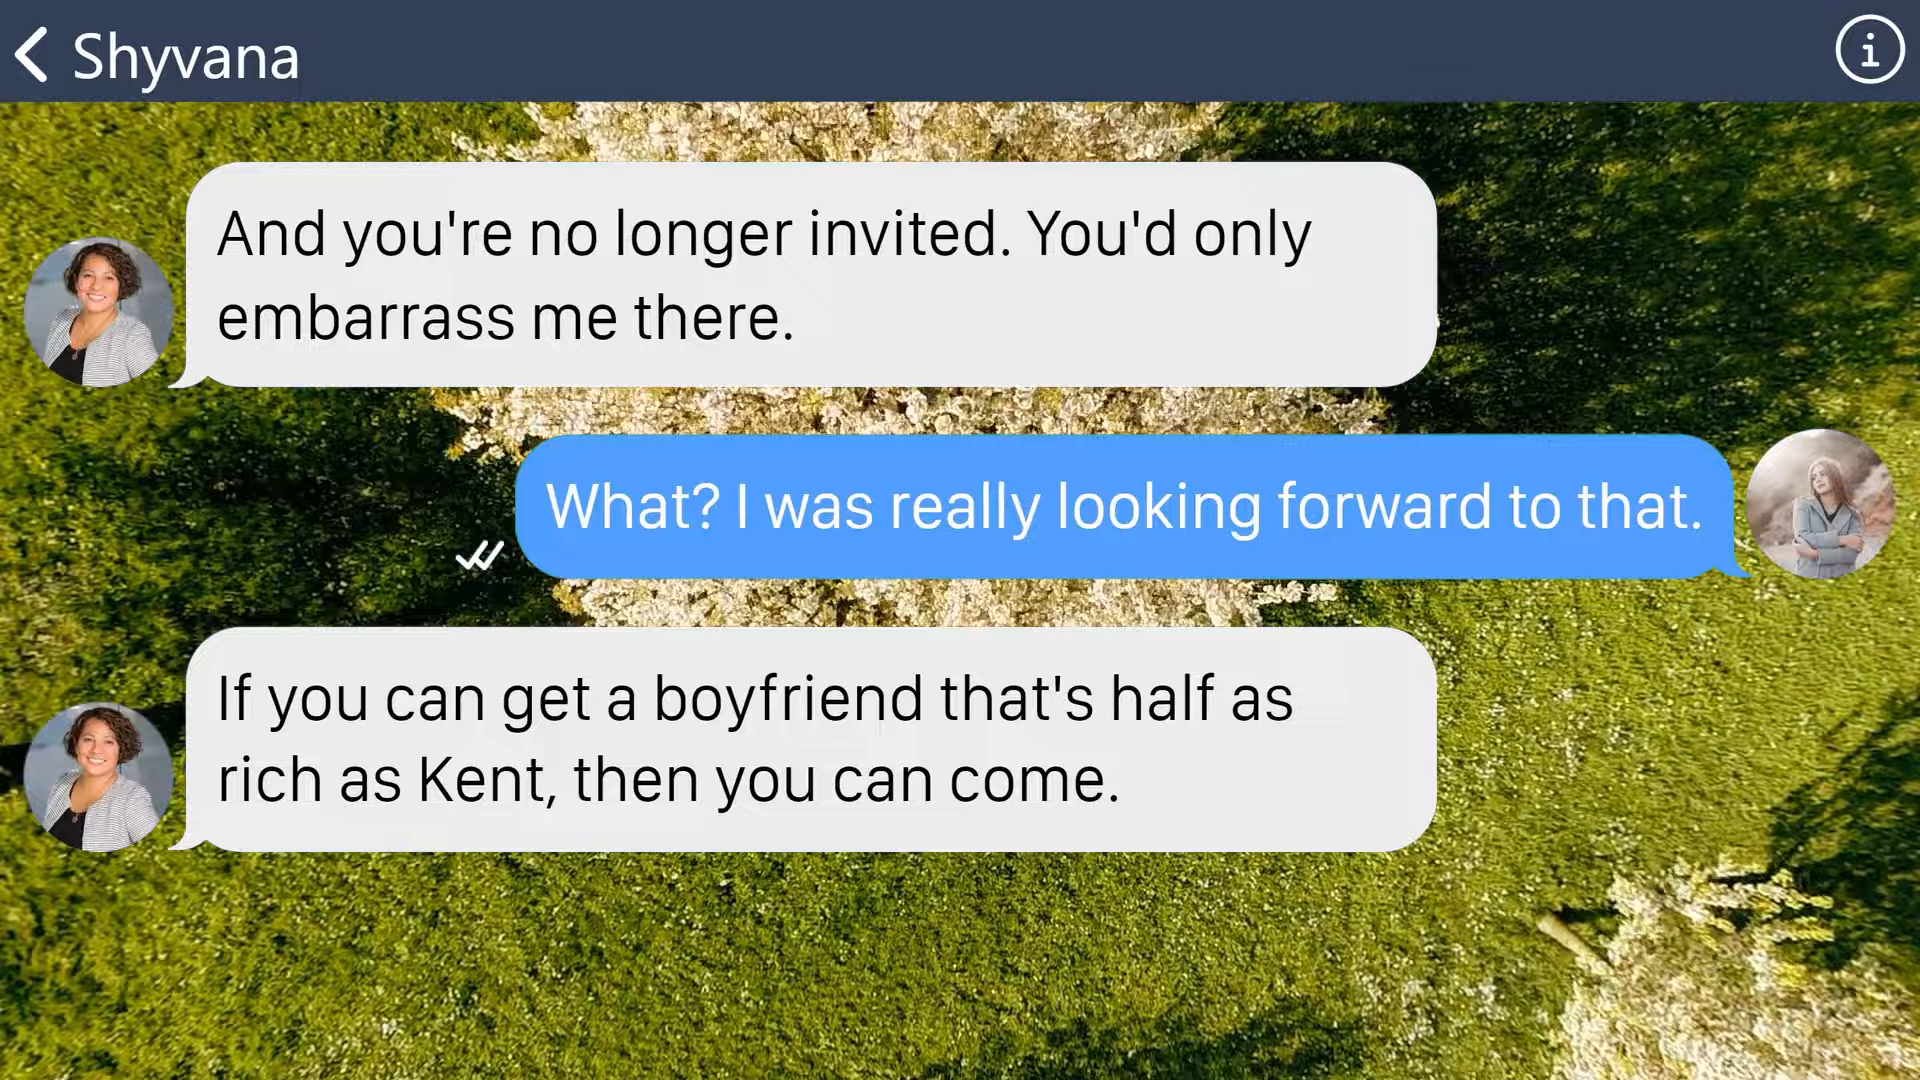 Shyvana
And you're no longer invited. You'd only
embarrass me there.
What? I was really looking forward to that.
If you can get a boyfriend that's half as
rich as Kent, then you can come.